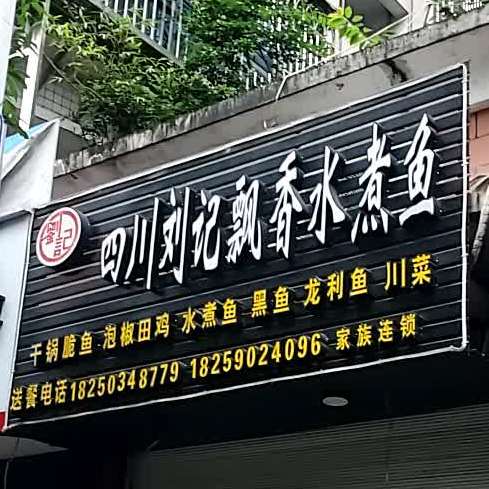 四川刘记飘香水煮鱼
干锅脆鱼 泡椒田鸡 水煮鱼 黑鱼 龙利鱼 川菜
送餐电话18250348779 18259024096 家族连锁